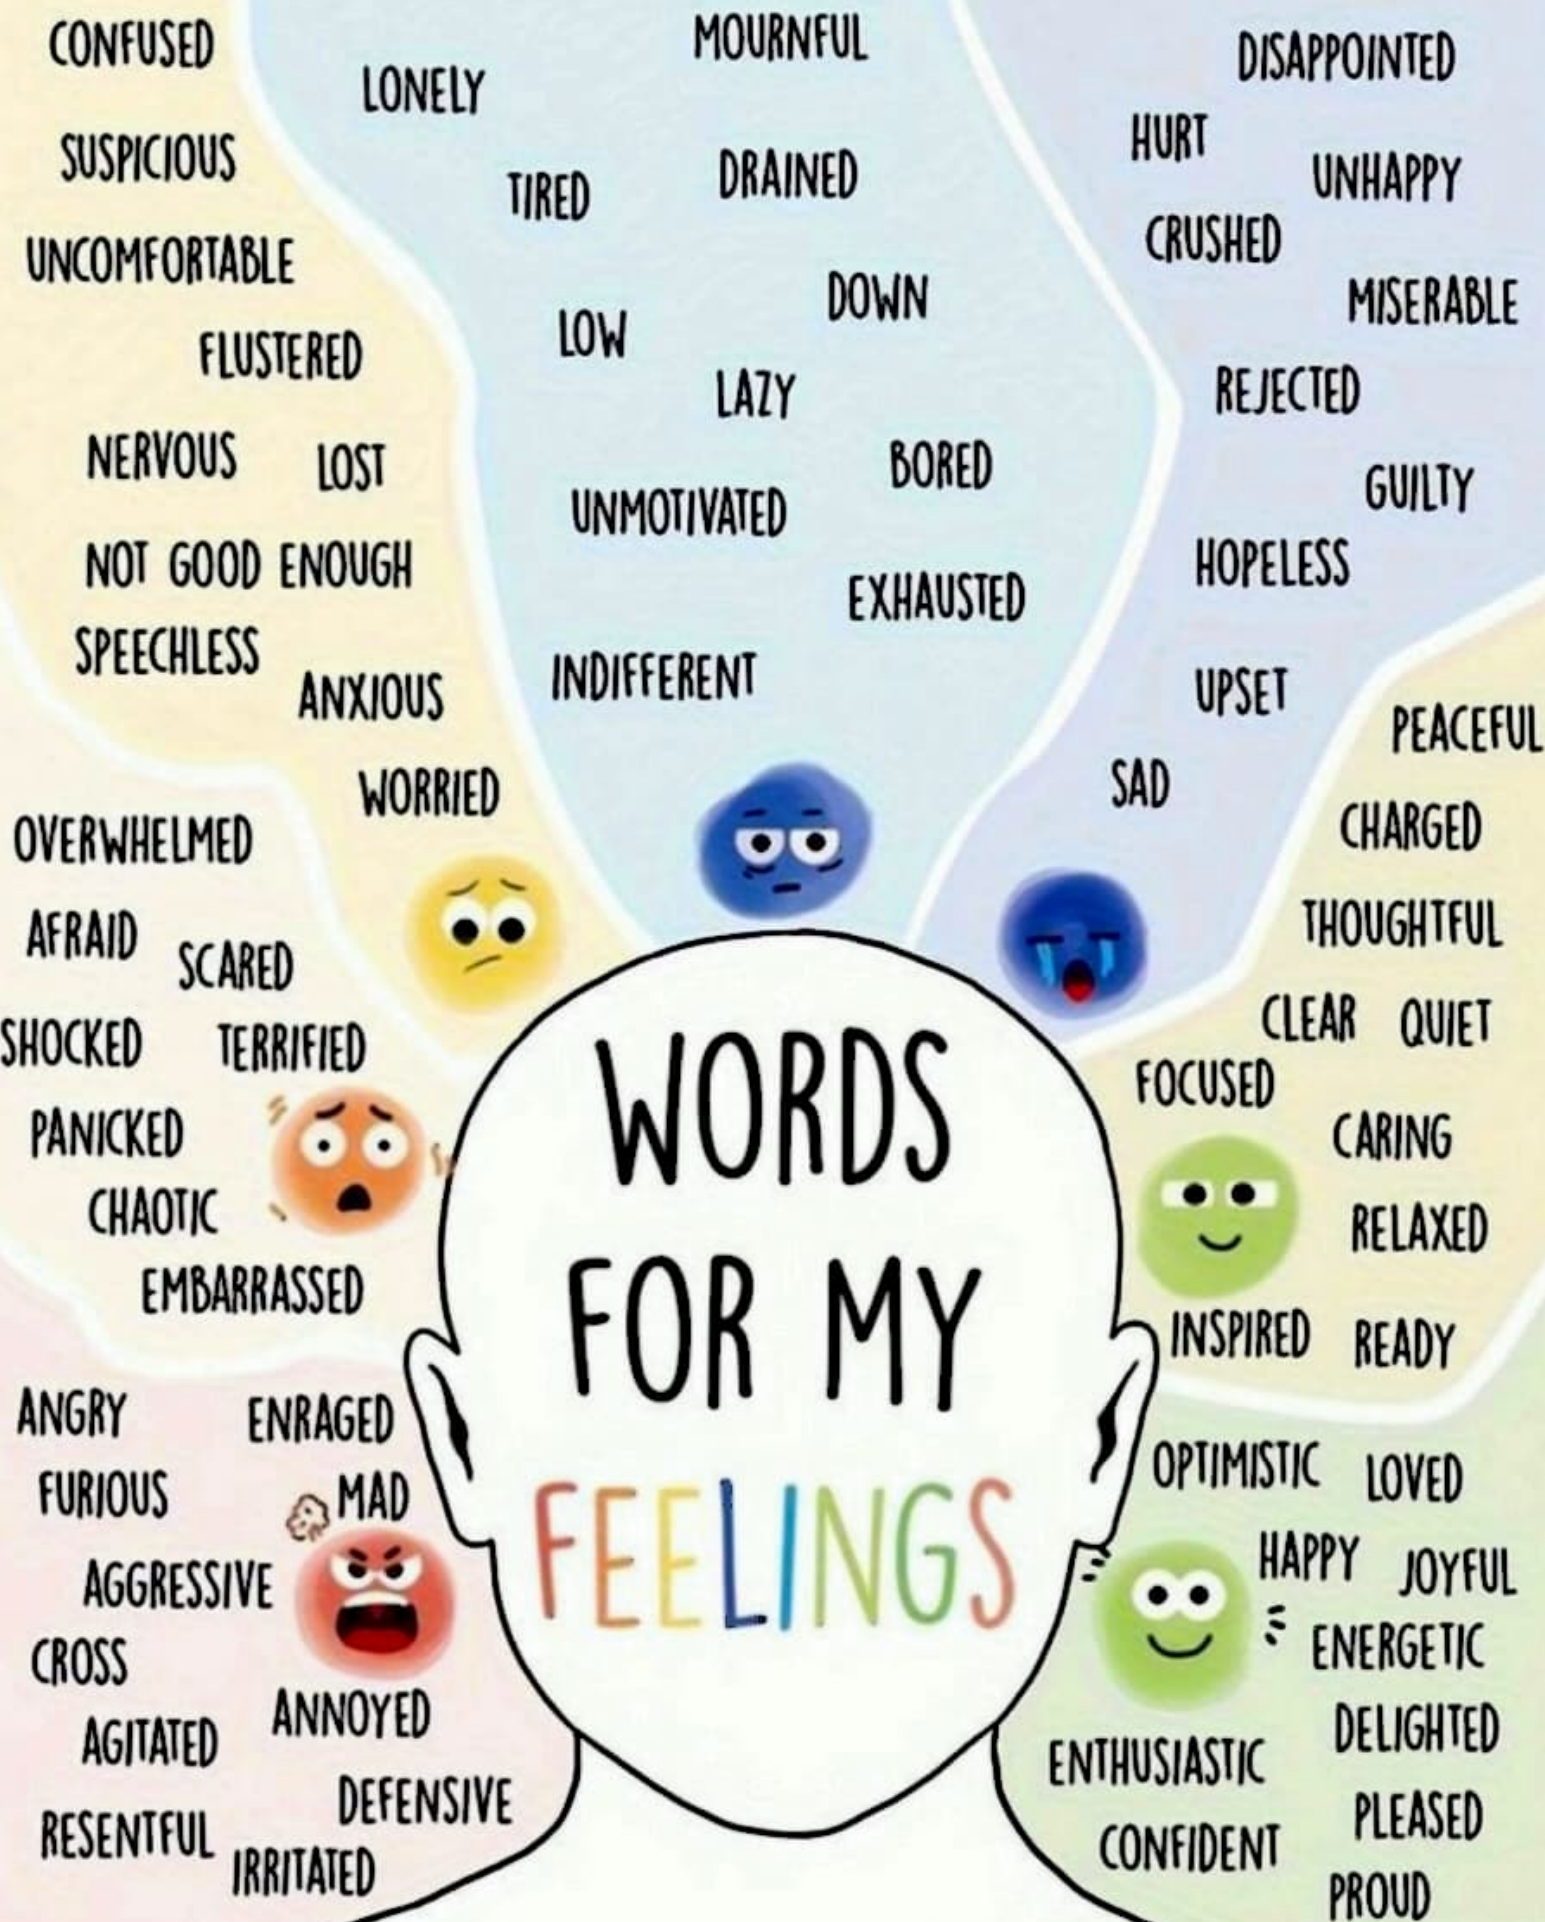 CONFUSED
SUSPICIOUS
UNCOMFORTABLE
FLUSTERED
NERVOUS LOST
NOT GOOD ENOUGH
SPEECHLESS
ANXIOUS
WORRIED
LONELY
MOURNFUL
TIRED
DRAINED
DOWN
LOW
LAZY
BORED
UNMOTIVATED
EXHAUSTED
INDIFFERENT
DISAPPOINTED
HURT
UNHAPPY
CRUSHED
MISERABLE
REJECTED
GUILTY
HOPELESS
UPSET
SAD
OVERWHELMED
AFRAID
SCARED
SHOCKED TERRIFIED
PANICKED
CHAOTIC
EMBARRASSED
PEACEFUL
CHARGED
THOUGHTFUL
CLEAR QUIET
FOCUSED
CARING
RELAXED
INSPIRED READY
WORDS
FOR MY
FEELINGS
ANGRY ENRAGED
FURIOUS MAD
AGGRESSIVE
CROSS
ANNOYED
AGITATED
DEFENSIVE
RESENTFUL
IRRITATED
OPTIMISTIC LOVED
HAPPY JOYFUL
ENERGETIC
DELIGHTED
ENTHUSIASTIC
PLEASED
CONFIDENT
PROUD